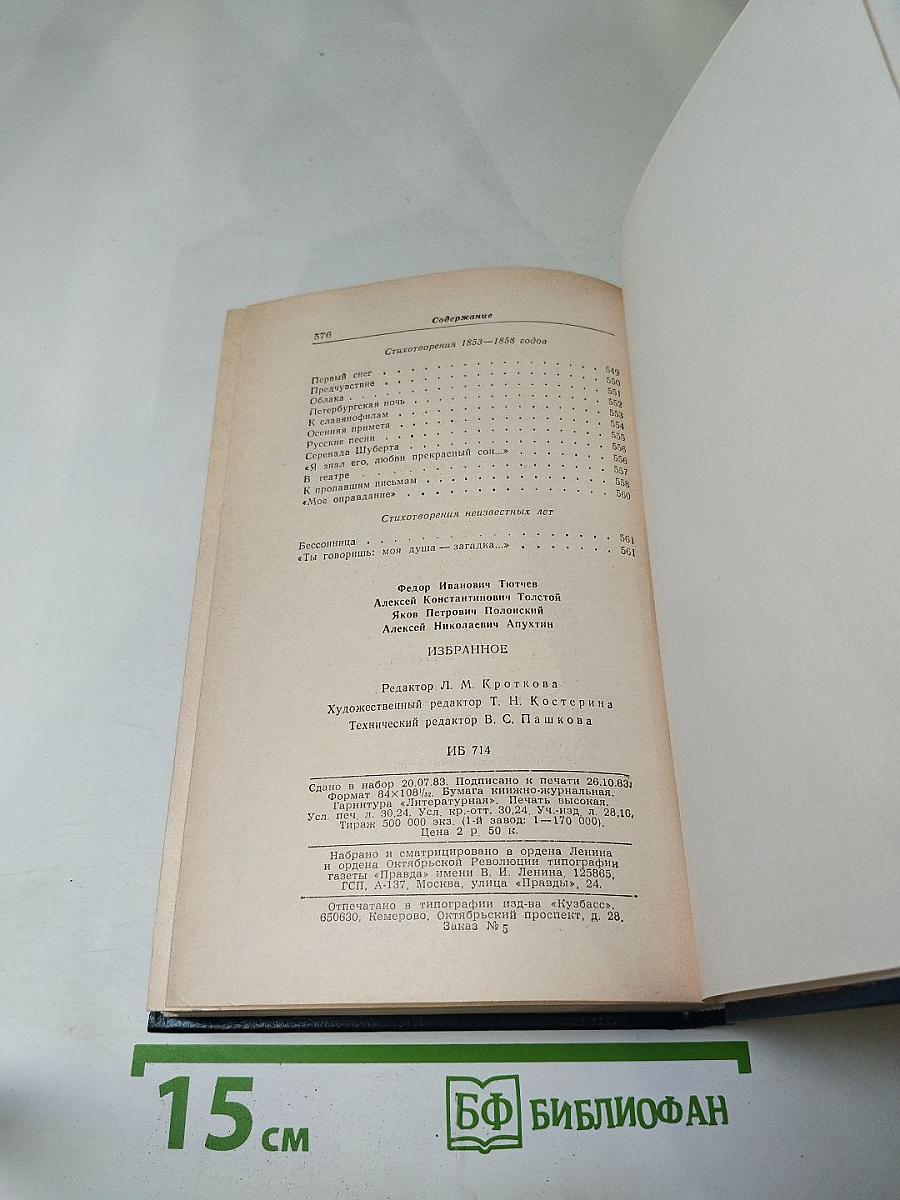 576 Содержание
Стихотворения 1853—1858 годов
Первый снег . . . . . . . . . . 549
Предчувствие . . . . . . . . . . 550
Облака . . . . . . . . . . 551
Петербургская ночь . . . . . . . . . . 552
К славянофилам . . . . . . . . . . 553
Осенняя примета . . . . . . . . . . 554
Русские песни . . . . . . . . . . 555
Серенада Шуберта . . . . . . . . . . 556
«Я знал его, любви прекрасный сон...» . . . . . . 556
В театре . . . . . . . . . . 557
К пропавшим письмам . . . . . . . . . . 558
«Мое оправдание» . . . . . . . . . . 560
Стихотворения неизвестных лет
Бессонница . . . . . . . . . . 561
«Ты говоришь: моя душа — загадка...» . . . . . . . 561
Федор Иванович Тютчев
Алексей Константинович Толстой
Яков Петрович Полонский
Алексей Николаевич Апухтин
ИЗБРАННОЕ
Редактор Л. М. Кроткова
Художественный редактор Т. Н. Костерина
Технический редактор В. С. Пашкова
ИБ 714
Сдано в набор 20.07.83. Подписано к печати 26.10.83.
Формат 84×108¹/₃₂. Бумага книжно-журнальная.
Гарнитура «Литературная». Печать высокая.
Усл. печ. л. 30,24. Усл. кр.-отт. 30,24. Уч.-изд. л. 28,10.
Тираж 500 000 экз. (1-й завод: 1—170 000).
Цена 2 р. 50 к.
Набрано и сматрицировано в ордена Ленина
и ордена Октябрьской Революции типографии
газеты «Правда» имени В. И. Ленина, 125865,
ГСП, А-137, Москва, улица «Правды», 24.
Отпечатано в типографии изд-ва «Кузбасс».
650630, Кемерово, Октябрьский проспект, д. 28.
Заказ № 5
15 см БФ БИБЛИОФАН